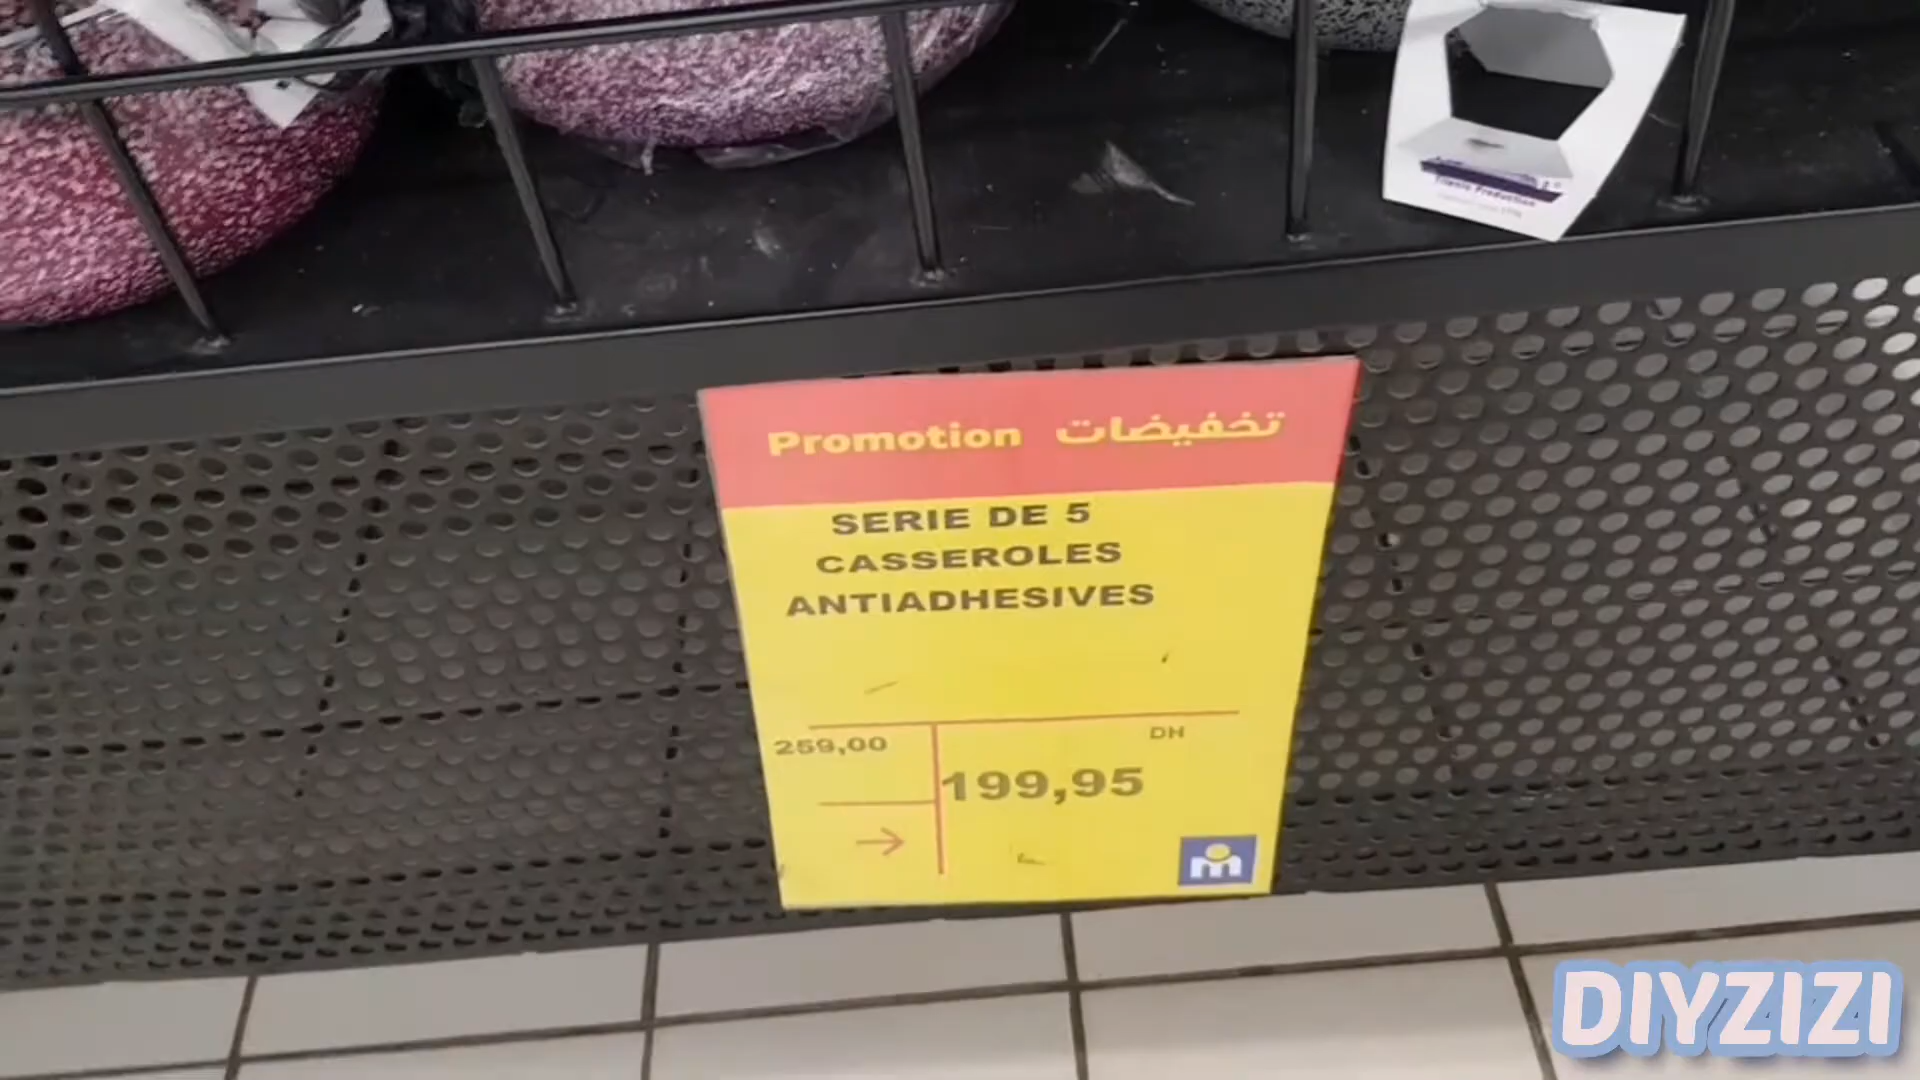 Promotion تخفيضات
SERIE DE 5
CASSEROLES
ANTIADHESIVES
259,00
DH
199,95
m
DIYZIZI